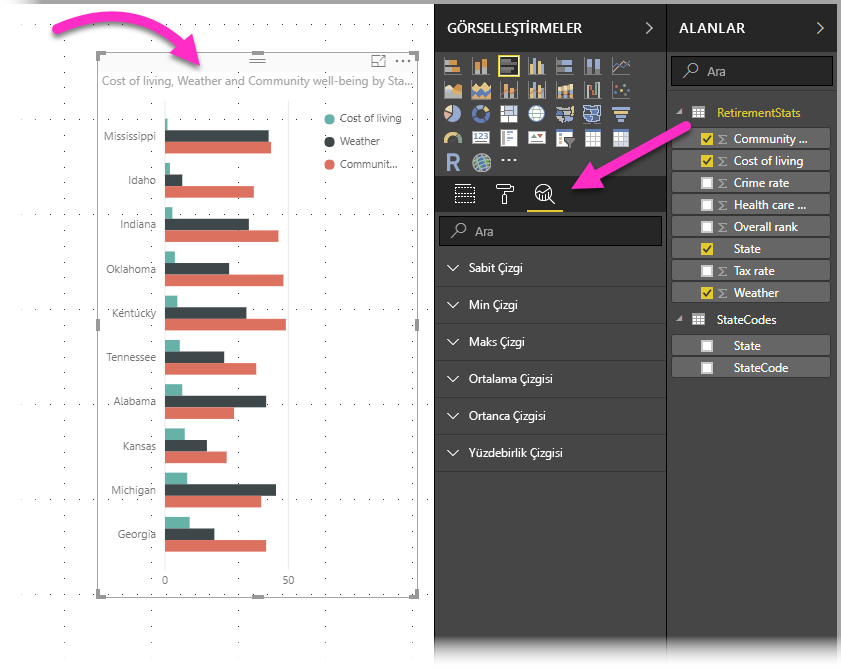 Cost of living, Weather and Community well-being by Sta...
Cost of living
Weather
Communit...
Mississippi
Idaho
Indiana
Oklahoma
Kentucky
Tennessee
Alabama
Kansas
Michigan
Georgia
0
50
GÖRSELLEŞTİRMELER
123
R
Ara
Sabit Çizgi
Min Çizgi
Maks Çizgi
Ortalama Çizgisi
Ortanca Çizgisi
Yüzdebirlik Çizgisi
ALANLAR
Ara
RetirementStats
Σ Community ...
Σ Cost of living
Σ Crime rate
Σ Health care ...
Σ Overall rank
State
Σ Tax rate
Σ Weather
StateCodes
State
StateCode